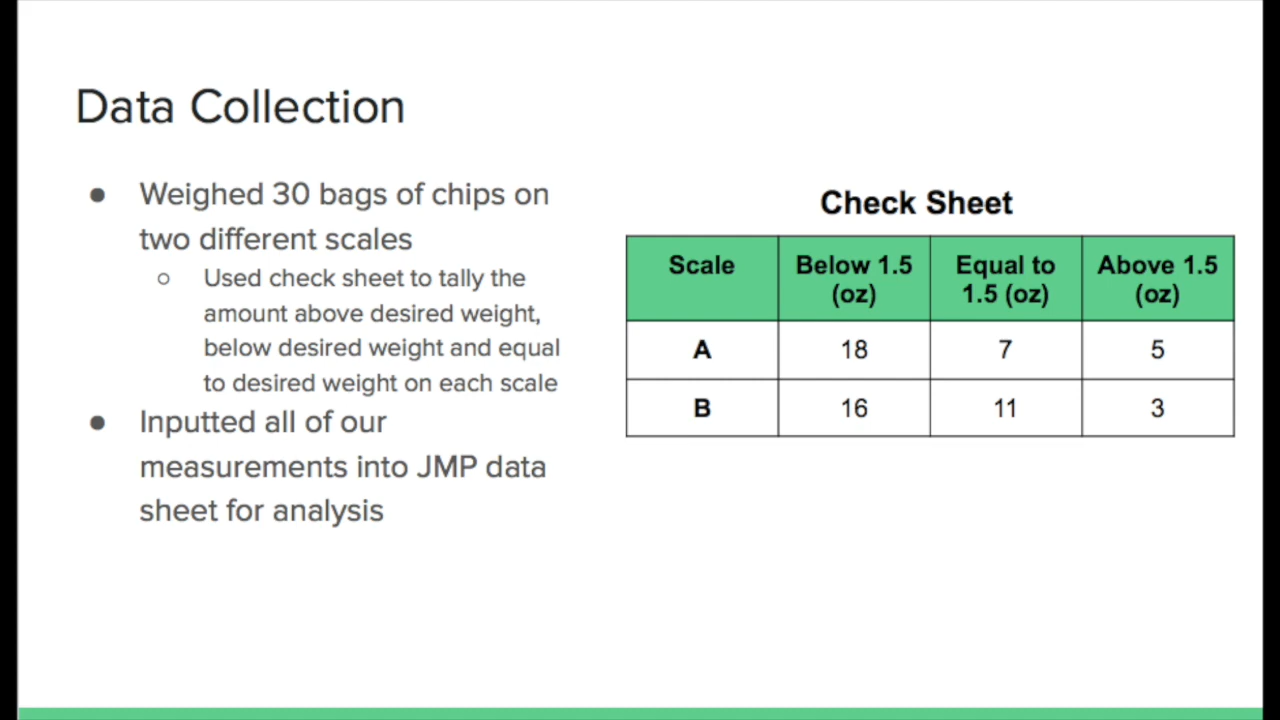 Data Collection
● Weighed 30 bags of chips on
two different scales
○ Used check sheet to tally the
amount above desired weight,
below desired weight and equal
to desired weight on each scale
● Inputted all of our
measurements into JMP data
sheet for analysis
Check Sheet
Scale Below 1.5 (oz) Equal to 1.5 (oz) Above 1.5 (oz)
A 18 7 5
B 16 11 3